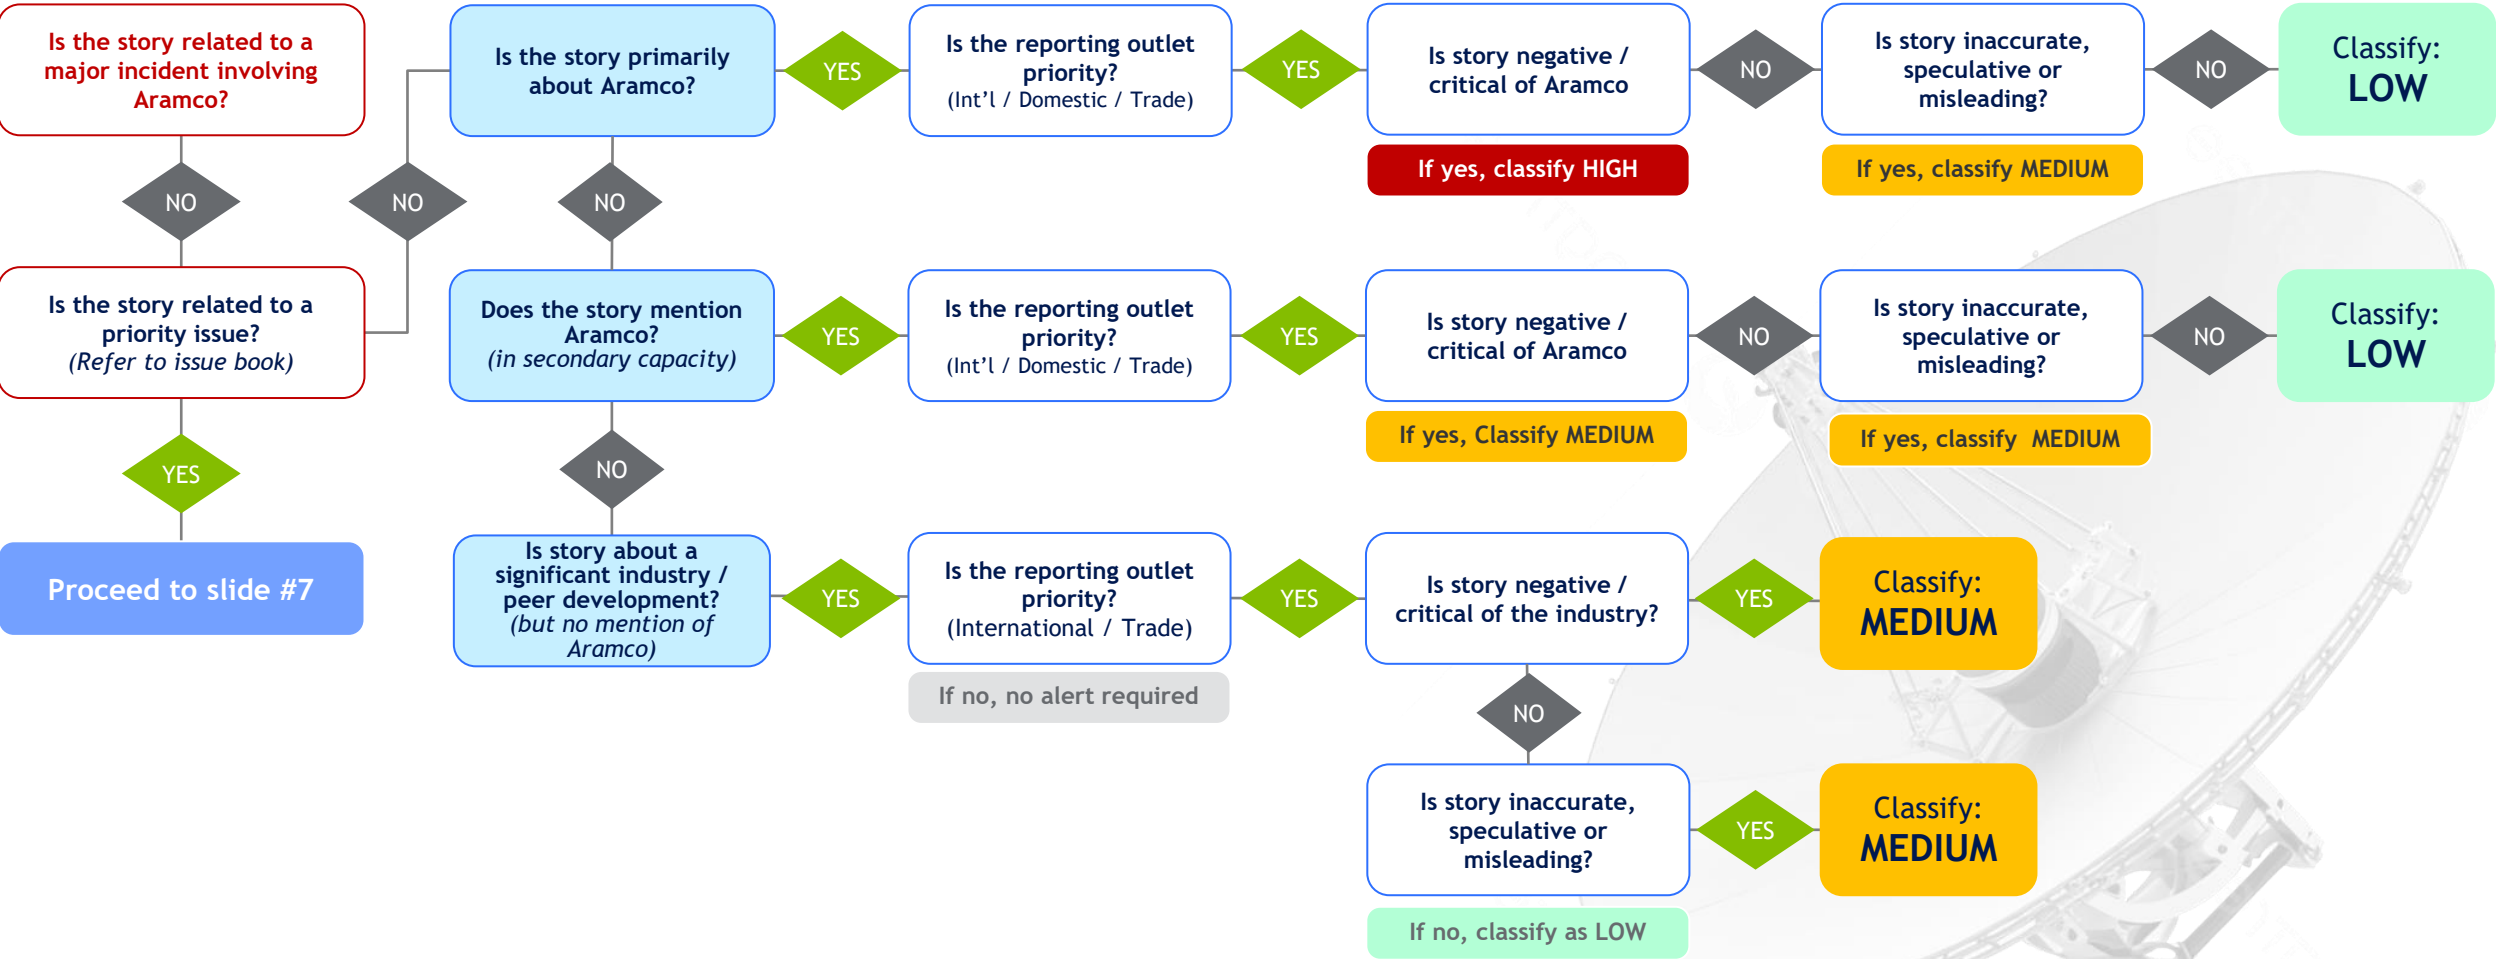 Is the story related to a
major incident involving
Aramco?
NO
Is the story related to a
priority issue?
(Refer to issue book)
YES
Proceed to slide #7
NO
Is the story primarily
about Aramco?
YES
Is the reporting outlet
priority?
(Int'l / Domestic / Trade)
YES
Is story negative /
critical of Aramco
If yes, classify HIGH
NO
Is story inaccurate,
speculative or
misleading?
If yes, classify MEDIUM
NO
Classify:
LOW
NO
Does the story mention
Aramco?
(in secondary capacity)
YES
Is the reporting outlet
priority?
(Int'l / Domestic / Trade)
YES
Is story negative /
critical of Aramco
If yes, Classify MEDIUM
NO
Is story inaccurate,
speculative or
misleading?
If yes, classify MEDIUM
NO
Classify:
LOW
NO
Is story about a
significant industry /
peer development?
(but no mention of
Aramco)
YES
Is the reporting outlet
priority?
(International / Trade)
If no, no alert required
YES
Is story negative /
critical of the industry?
YES
Classify:
MEDIUM
NO
Is story inaccurate,
speculative or
misleading?
If no, classify as LOW
YES
Classify:
MEDIUM